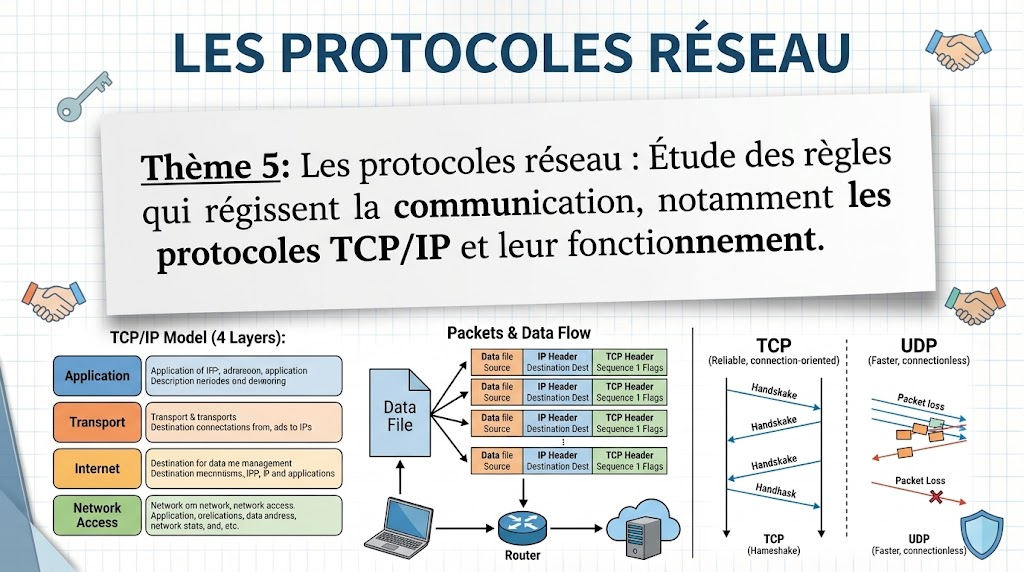 LES PROTOCOLES RÉSEAU
Thème 5: Les protocoles réseau : Étude des règles
qui régissent la communication, notamment les
protocoles TCP/IP et leur fonctionnement.
TCP/IP Model (4 Layers):
Application
Application of IFP, adrareoon, application
Description neriodes ond devworing
Transport
Transport & transports
Destination connectations from, ads to IPs
Internet
Destination for data me management
Destination mecmnisms, IPP, IP and applications
Network
Access
Network om network, network access.
Application, orelications, data andress,
network stats, and, etc.
Packets & Data Flow
Data
File
Data file
Source
IP Header
Destination Dest
TCP Header
Sequence 1 Flags
Data file
Source
IP Header
Destination Dest
TCP Header
Sequence 1 Flags
Data file
Source
IP Header
Destination Dest
TCP Header
Sequence 1 Flags
Data file
Source
IP Header
Destination Dest
TCP Header
Sequence 1 Flags
Router
TCP
(Reliable, connection-oriented)
Handskake
Handskake
Handskake
Handhask
TCP
(Hameshake)
UDP
(Faster, connectionless)
Packet loss
Packet Loss
UDP
(Faster, connectionless)